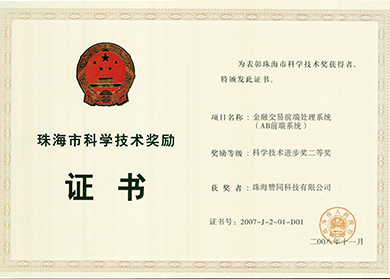 珠海市科学技术奖励
证书
为表彰珠海市科学技术奖获得者,
特颁发此证书。
项目名称: 金融交易前端处理系统
(AB前端系统)
奖励等级: 科学技术进步奖二等奖
获奖者: 珠海赞同科技有限公司
证书号: 2007-J-2-01-D01
二00八年十一月